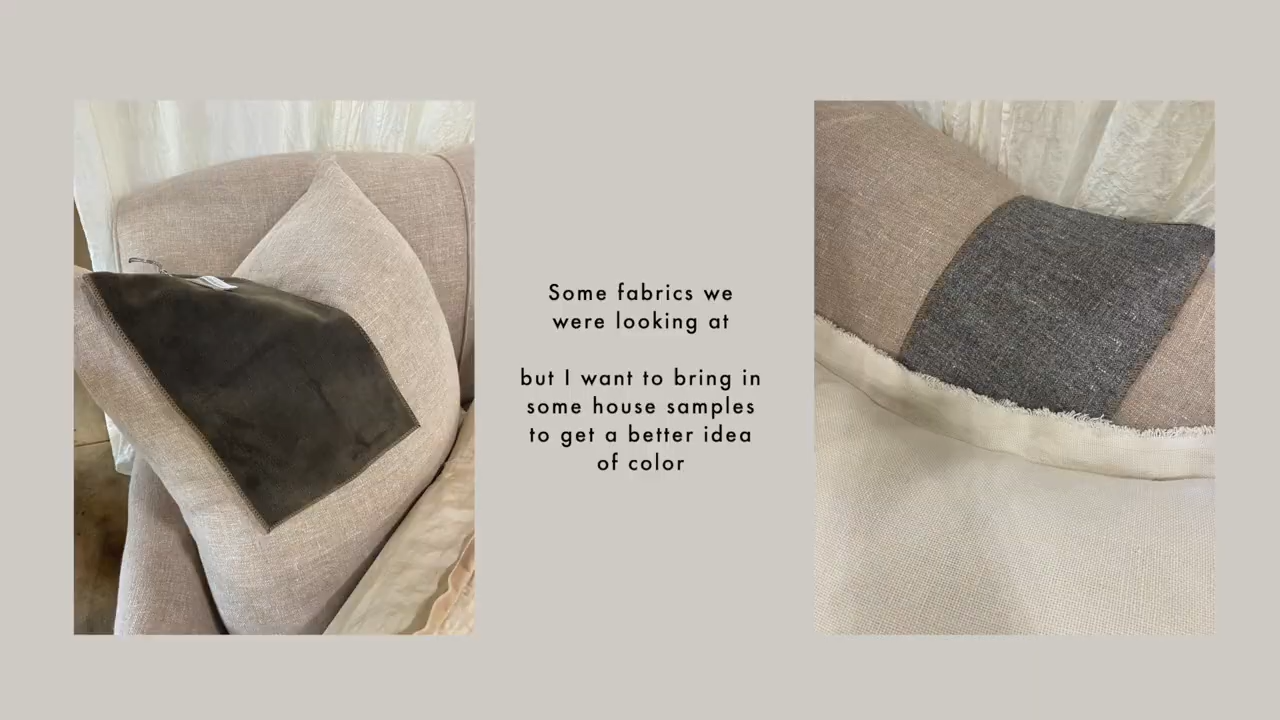 Some fabrics we
were looking at
but I want to bring in
some house samples
to get a better idea
of color